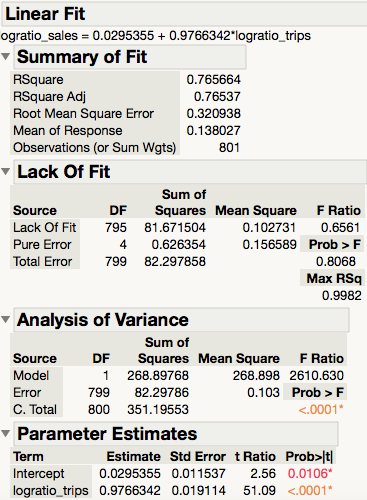 Linear Fit
logratio_sales = 0.0295355 + 0.9766342*logratio_trips
Summary of Fit
RSquare 0.765664
RSquare Adj 0.76537
Root Mean Square Error 0.320938
Mean of Response 0.138027
Observations (or Sum Wgts) 801
Lack Of Fit
Sum of
Source DF Squares Mean Square F Ratio
Lack Of Fit 795 81.671504 0.102731 0.6561
Pure Error 4 0.626354 0.156589 Prob > F
Total Error 799 82.297858 0.8068
Max RSq
0.9982
Analysis of Variance
Sum of
Source DF Squares Mean Square F Ratio
Model 1 268.89768 268.898 2610.630
Error 799 82.29786 0.103 Prob > F
C. Total 800 351.19553 <.0001*
Parameter Estimates
Term Estimate Std Error t Ratio Prob>|t|
Intercept 0.0295355 0.011537 2.56 0.0106*
logratio_trips 0.9766342 0.019114 51.09 <.0001*